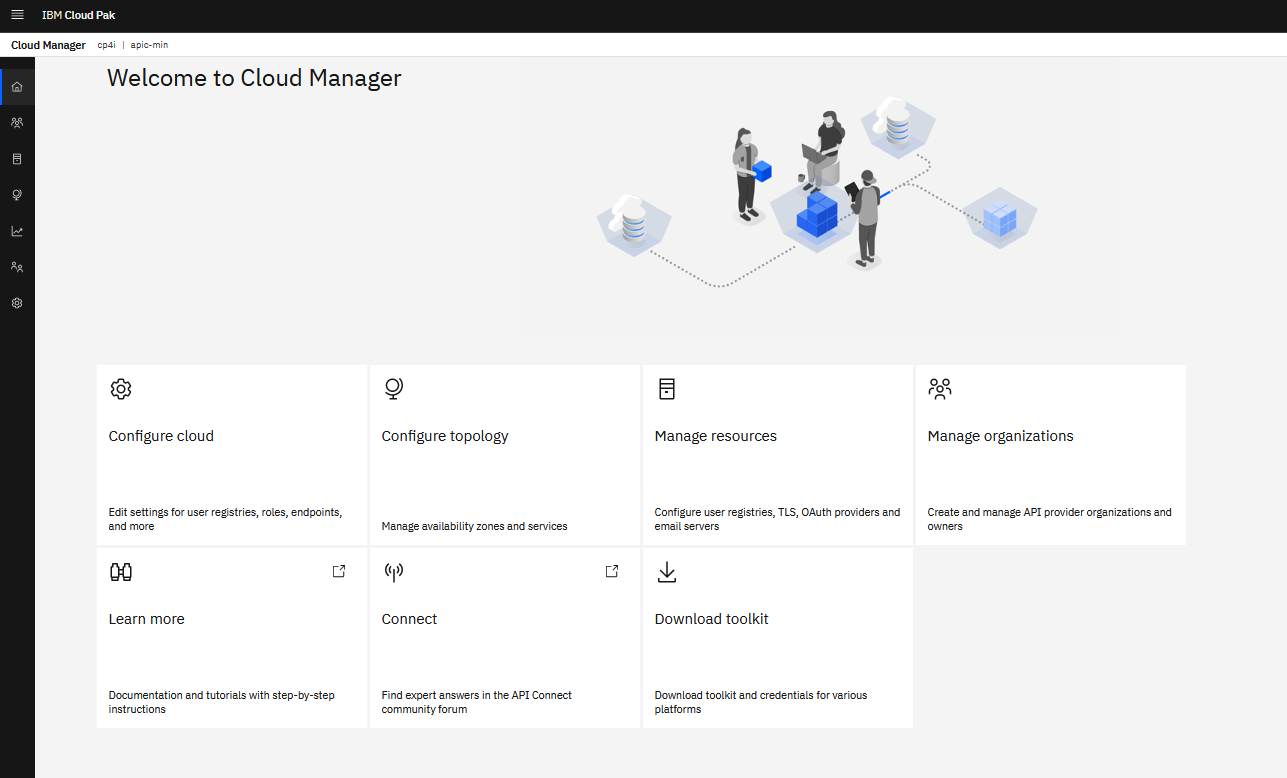 IBM Cloud Pak
Cloud Manager cp4i | apic-min
Welcome to Cloud Manager
Configure cloud
Edit settings for user registries, roles, endpoints,
and more
Configure topology
Manage availability zones and services
Manage resources
Configure user registries, TLS, OAuth providers and
email servers
Manage organizations
Create and manage API provider organizations and
owners
Learn more
Documentation and tutorials with step-by-step
instructions
Connect
Find expert answers in the API Connect
community forum
Download toolkit
Download toolkit and credentials for various
platforms